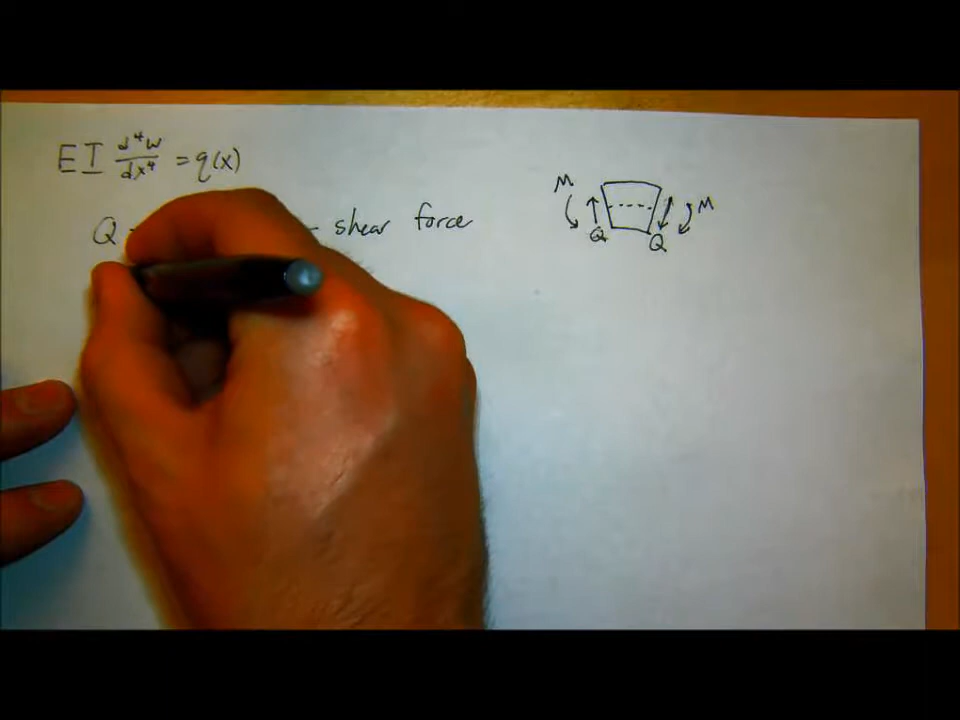 EI d⁴w/dx⁴ = q(x)
Q - shear force
M M
Q Q